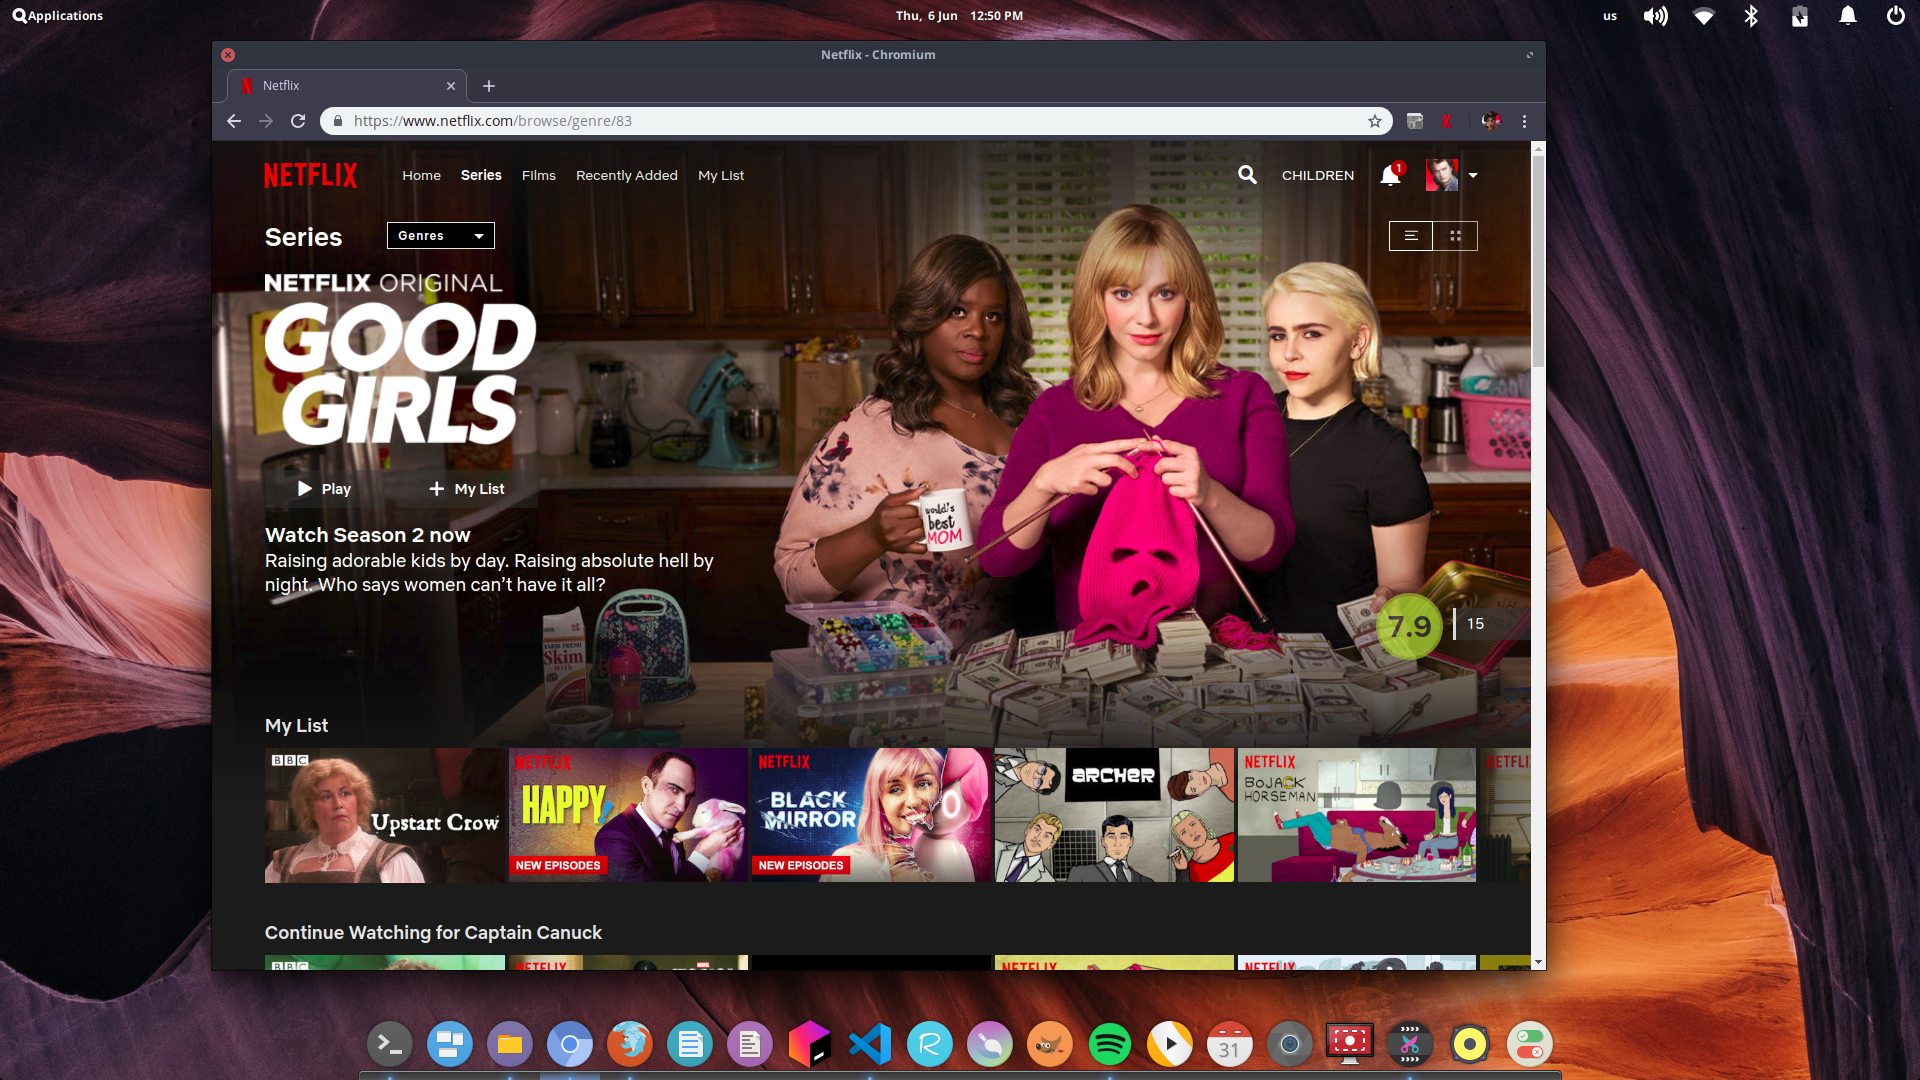 Applications
Thu, 6 Jun 12:50 PM
us
Netflix - Chromium
Netflix
https://www.netflix.com/browse/genre/83
NETFLIX
Home
Series
Films
Recently Added
My List
CHILDREN
1
Series
Genres
NETFLIX ORIGINAL
GOOD
GIRLS
Play
My List
Watch Season 2 now
Raising adorable kids by day. Raising absolute hell by
night. Who says women can’t have it all?
world's
best
MOM
FARM FRESH
Skim
7.9
15
My List
BBC
Upstart Crow
NETFLIX
HAPPY!
NEW EPISODES
NETFLIX
BLACK
MIRROR
NEW EPISODES
ARCHER
NETFLIX
BOJACK
HORSEMAN
Continue Watching for Captain Canuck
BBC
NETFLIX
MARVEL
NETFLIX
NETFLIX
31